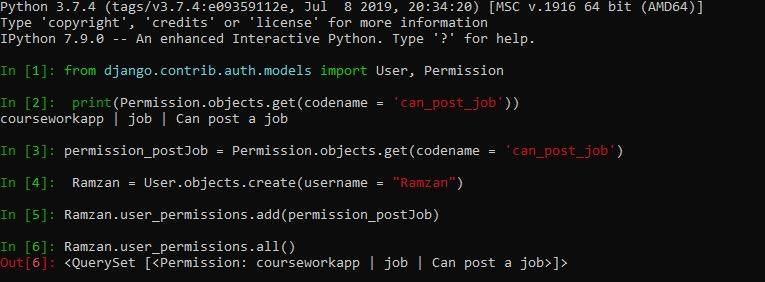 Python 3.7.4 (tags/v3.7.4:e09359112e, Jul  8 2019, 20:34:20) [MSC v.1916 64 bit (AMD64)]
Type 'copyright', 'credits' or 'license' for more information
IPython 7.9.0 -- An enhanced Interactive Python. Type '?' for help.
In [1]: from django.contrib.auth.models import User, Permission
In [2]:  print(Permission.objects.get(codename = 'can_post_job'))
courseworkapp | job | Can post a job
In [3]: permission_postJob = Permission.objects.get(codename = 'can_post_job')
In [4]:  Ramzan = User.objects.create(username = "Ramzan")
In [5]: Ramzan.user_permissions.add(permission_postJob)
In [6]: Ramzan.user_permissions.all()
Out[6]: <QuerySet [<Permission: courseworkapp | job | Can post a job>]>